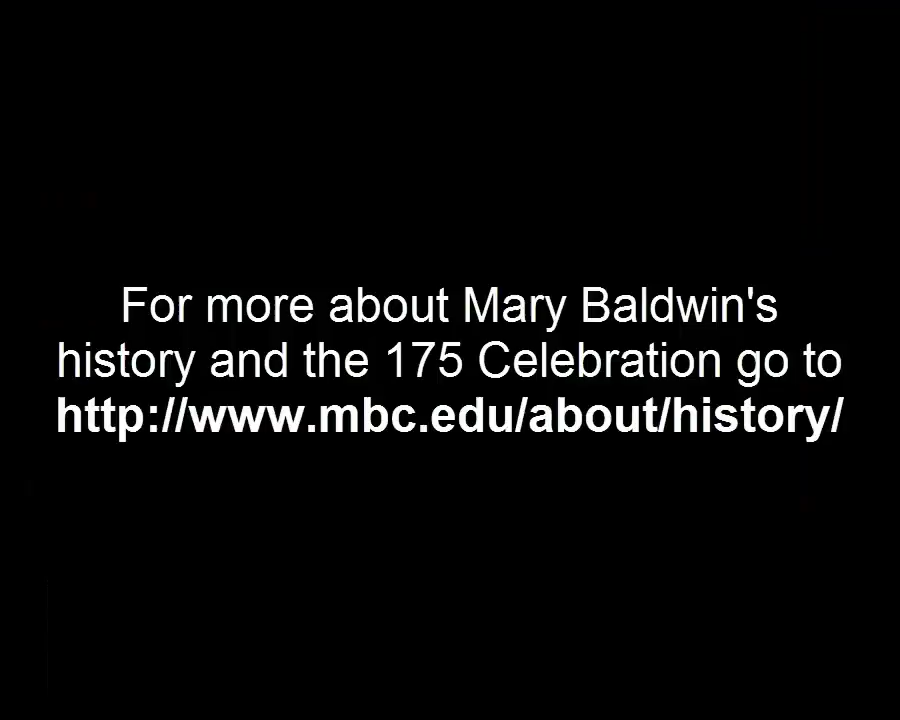 For more about Mary Baldwin's
history and the 175 Celebration go to
http://www.mbc.edu/about/history/